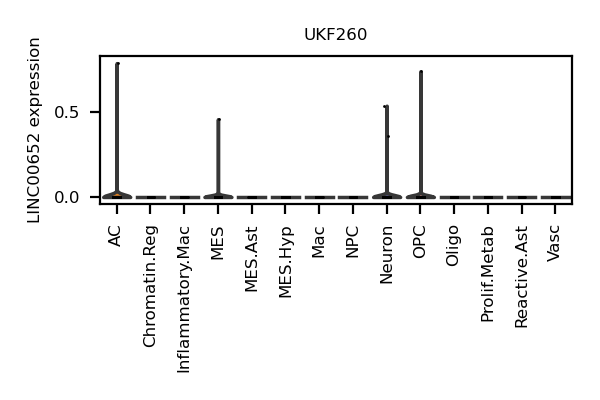 UKF260
LINC00652 expression
0.5
0.0
AC
Chromatin.Reg
Inflammatory.Mac
MES
MES.Ast
MES.Hyp
Mac
NPC
Neuron
OPC
Oligo
Prolif.Metab
Reactive.Ast
Vasc